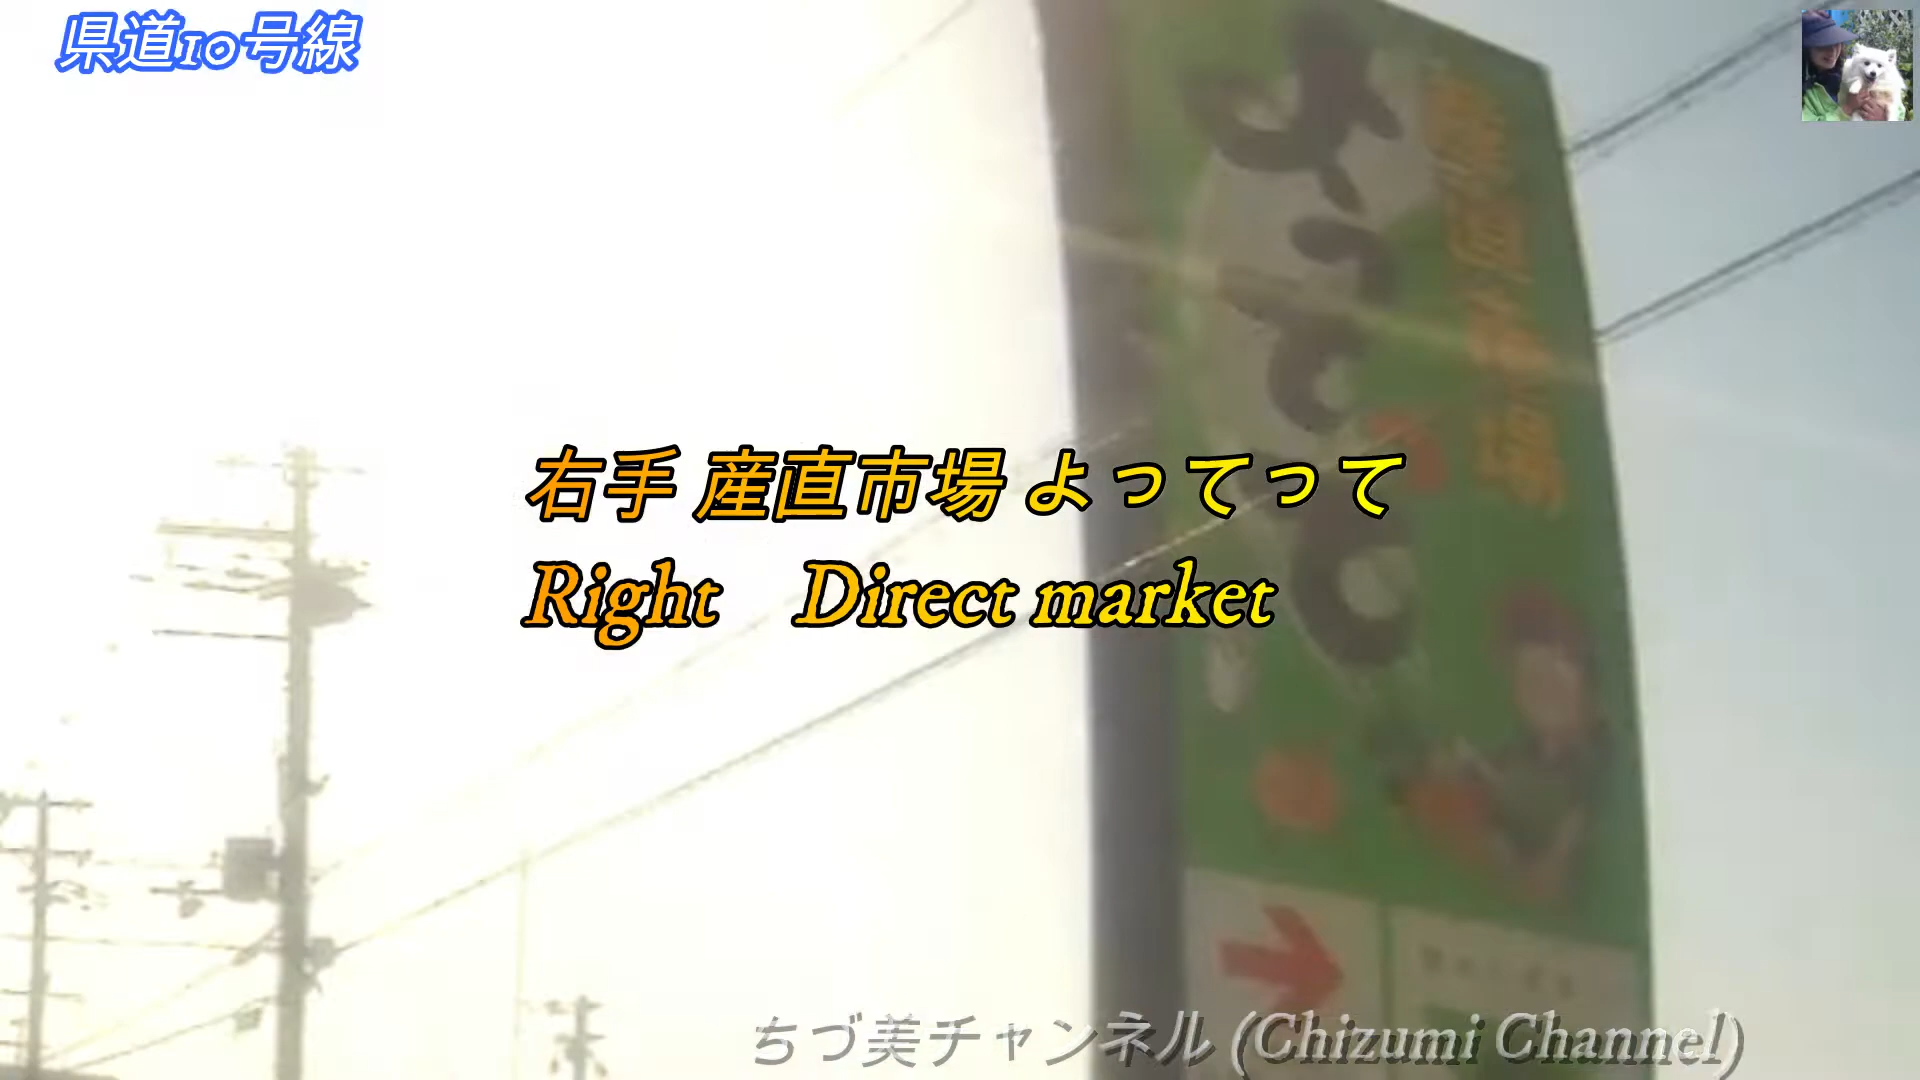 県道10号線
右手 産直市場 よってって
Right Direct market
ちづ美チャンネル (Chizumi Channel)